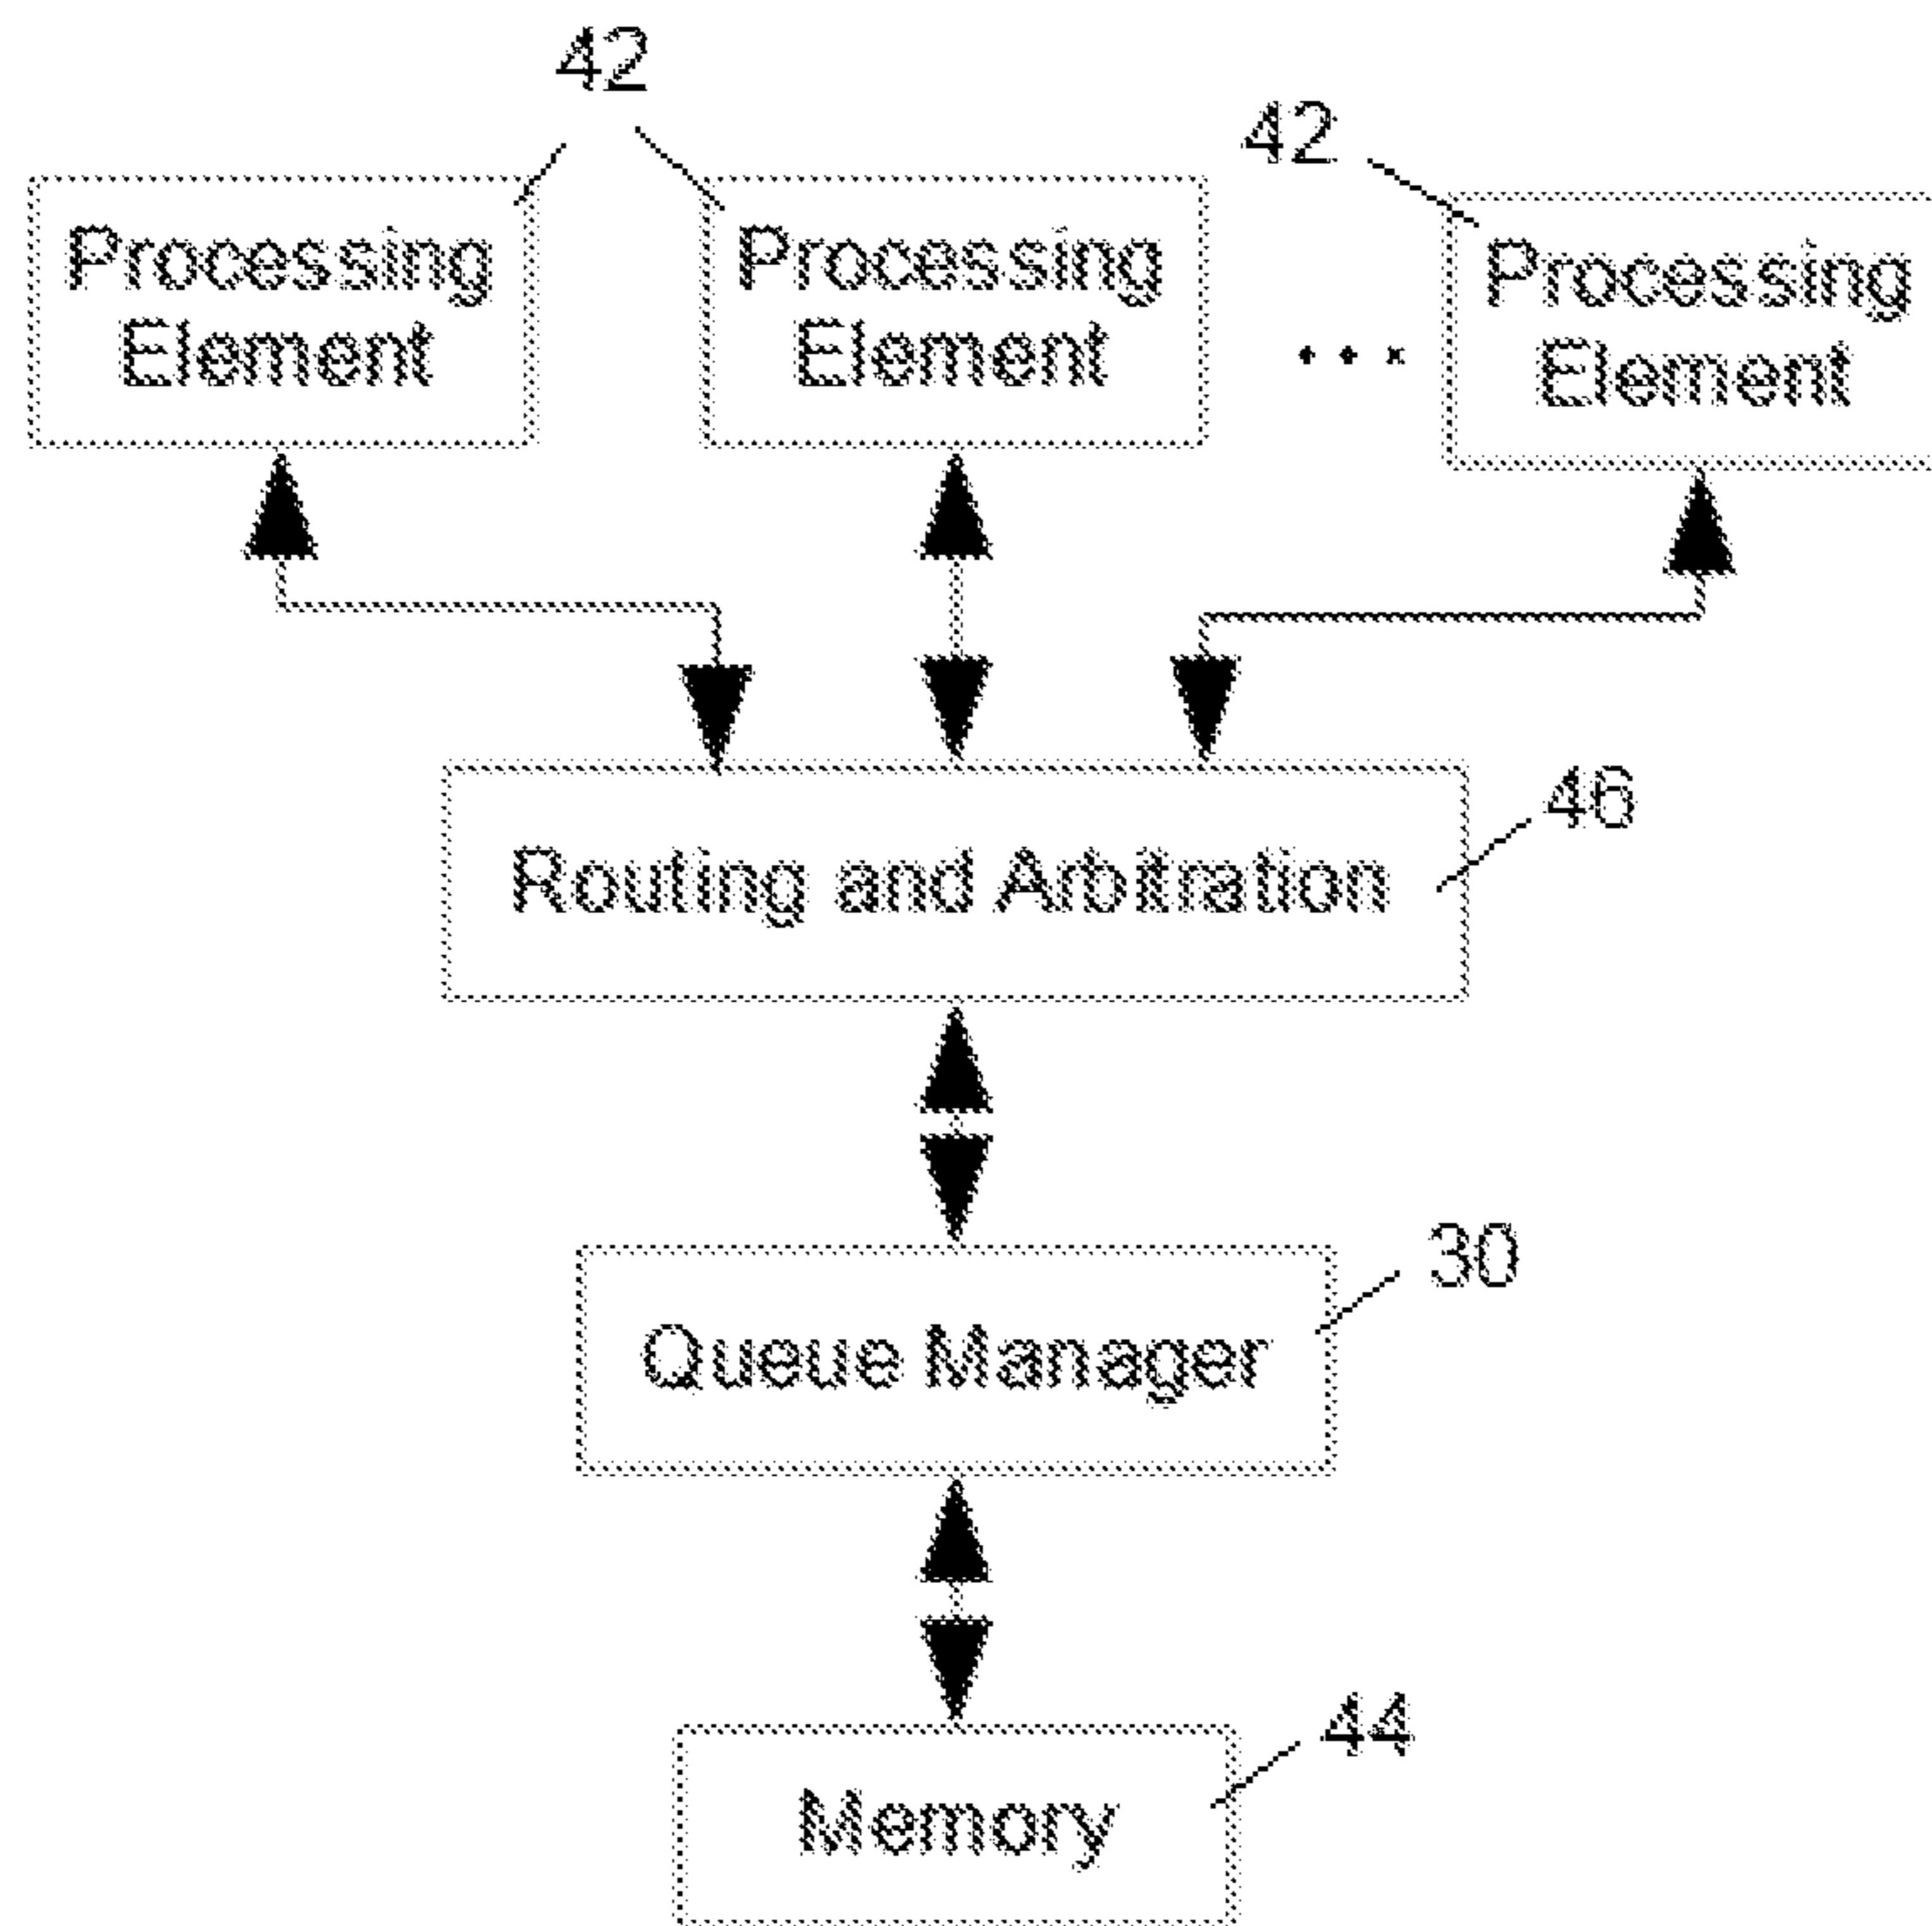 42
42
Processing
Element
Processing
Element
...
Processing
Element
Routing and Arbitration
46
30
Queue Manager
44
Memory